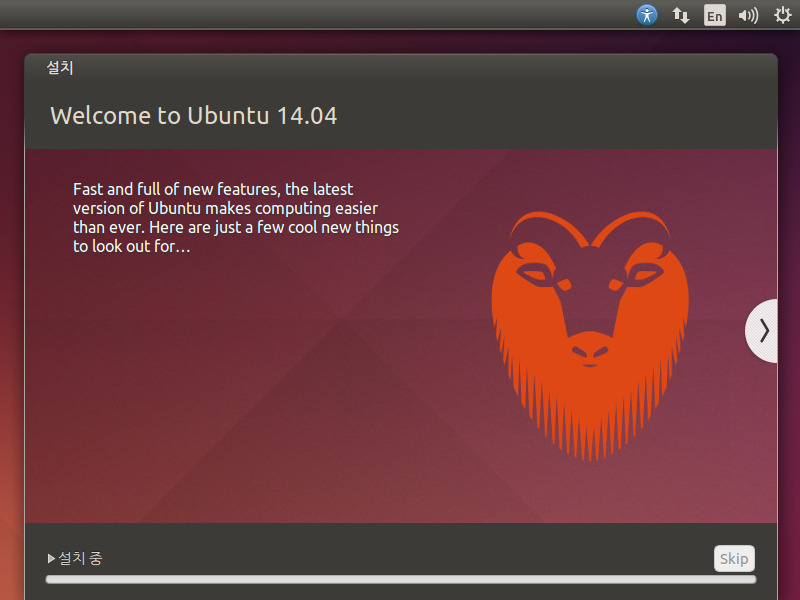 En
설치
Welcome to Ubuntu 14.04
Fast and full of new features, the latest
version of Ubuntu makes computing easier
than ever. Here are just a few cool new things
to look out for…
설치 중
Skip